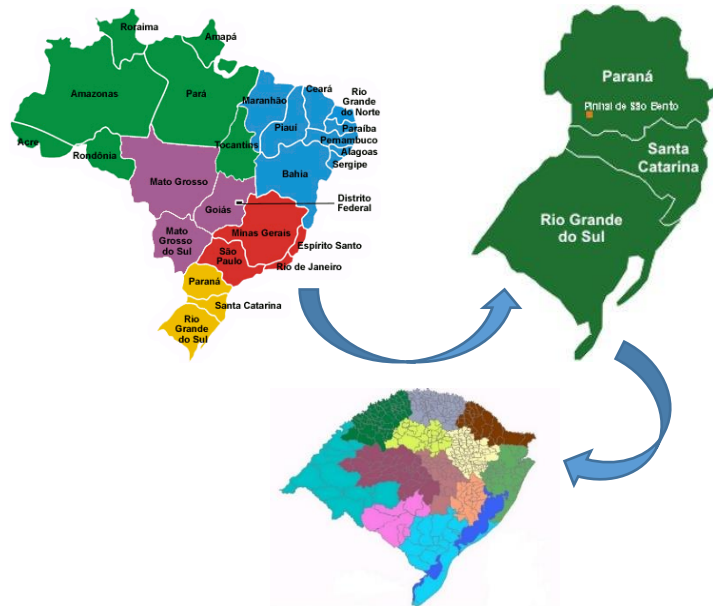 Roraima
Amapá
Amazonas
Pará
Maranhão
Ceará
Rio
Grande
do Norte
Piauí
Paraíba
Pernambuco
Acre
Rondônia
Tocantins
Alagoas
Sergipe
Bahia
Mato Grosso
Distrito
Federal
Goiás
Mato
Grosso
do Sul
Minas Gerais
Espírito Santo
São
Paulo
Rio de Janeiro
Paraná
Santa Catarina
Rio
Grande
do Sul
Paraná
Pinhal de São Bento
Santa
Catarina
Rio Grande
do Sul